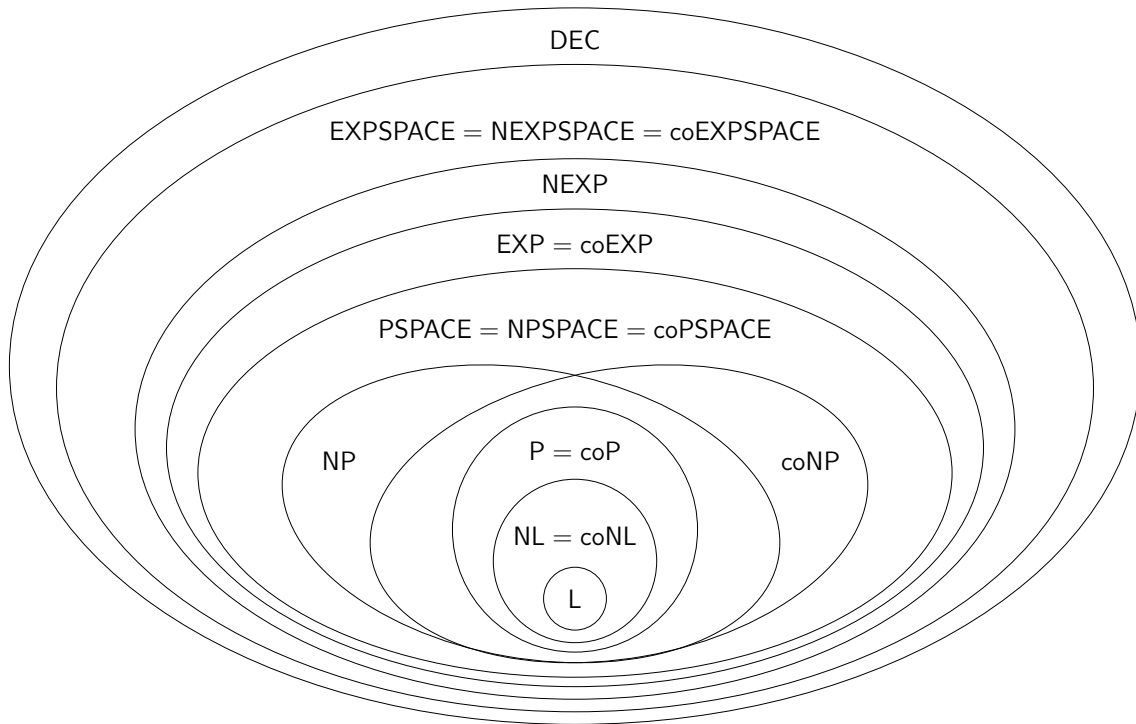 DEC
EXPSPACE = NEXPSPACE = coEXPSPACE
NEXP
EXP = coEXP
PSPACE = NPSPACE = coPSPACE
NP
P = coP
coNP
NL = coNL
L